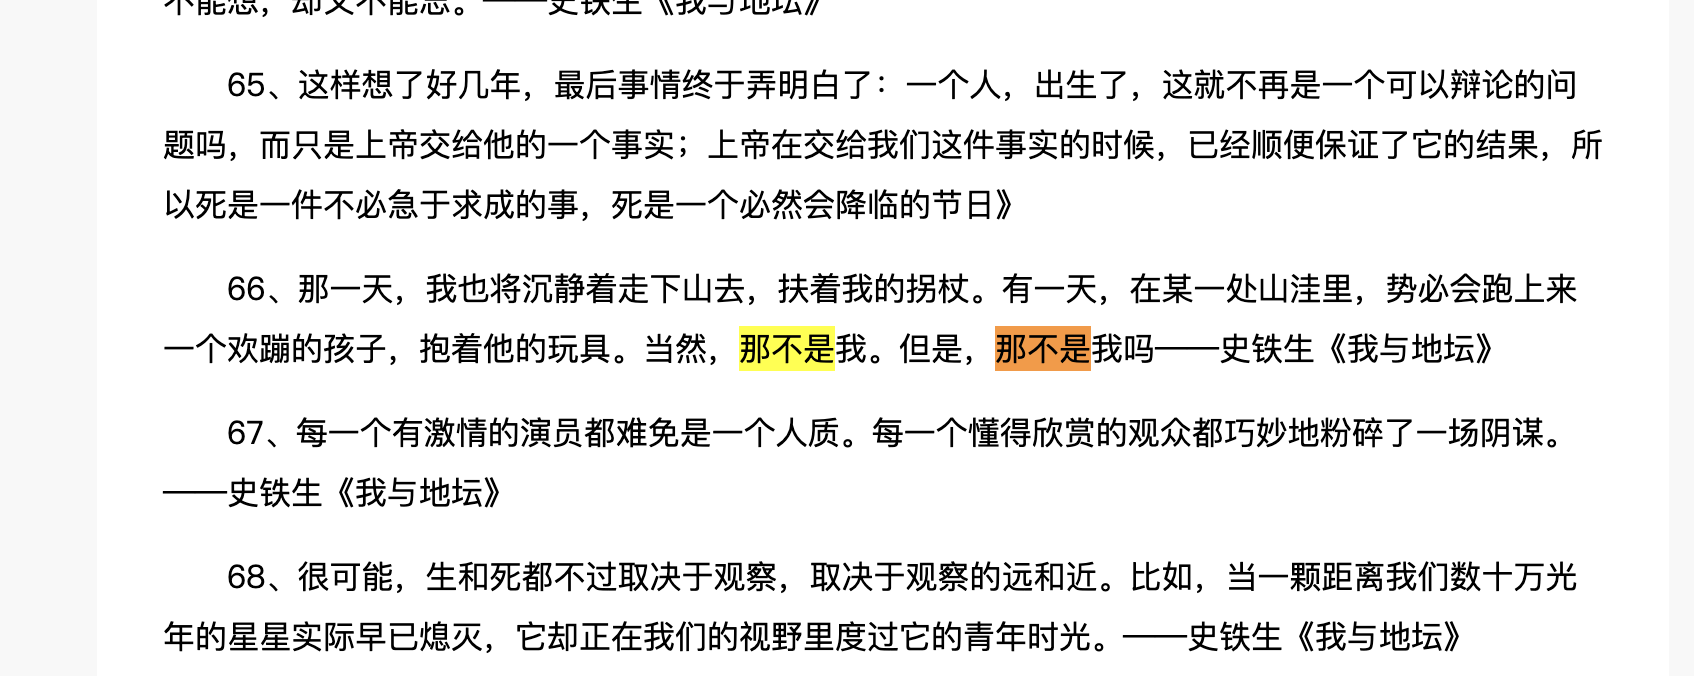 不能想，却又不能忘。——史铁生《我与地坛》
65、这样想了好几年，最后事情终于弄明白了：一个人，出生了，这就不再是一个可以辩论的问
题吗，而只是上帝交给他的一个事实；上帝在交给我们这件事实的时候，已经顺便保证了它的结果，所
以死是一件不必急于求成的事，死是一个必然会降临的节日》
66、那一天，我也将沉静着走下山去，扶着我的拐杖。有一天，在某一处山洼里，势必会跑上来
一个欢蹦的孩子，抱着他的玩具。当然，那不是我。但是，那不是我吗——史铁生《我与地坛》
67、每一个有激情的演员都难免是一个人质。每一个懂得欣赏的观众都巧妙地粉碎了一场阴谋。
——史铁生《我与地坛》
68、很可能，生和死都不过取决于观察，取决于观察的远和近。比如，当一颗距离我们数十万光
年的星星实际早已熄灭，它却正在我们的视野里度过它的青年时光。——史铁生《我与地坛》